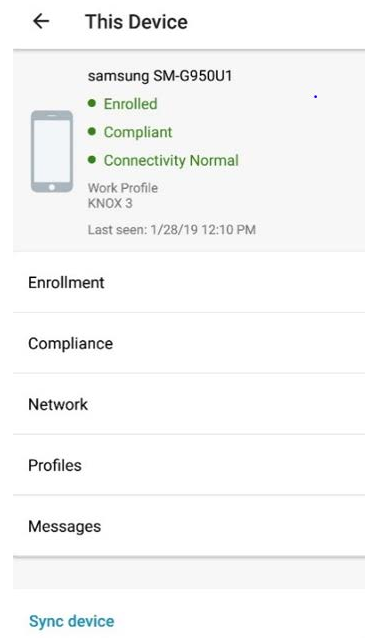 This Device
samsung SM-G950U1
Enrolled
Compliant
Connectivity Normal
Work Profile
KNOX 3
Last seen: 1/28/19 12:10 PM
Enrollment
Compliance
Network
Profiles
Messages
Sync device